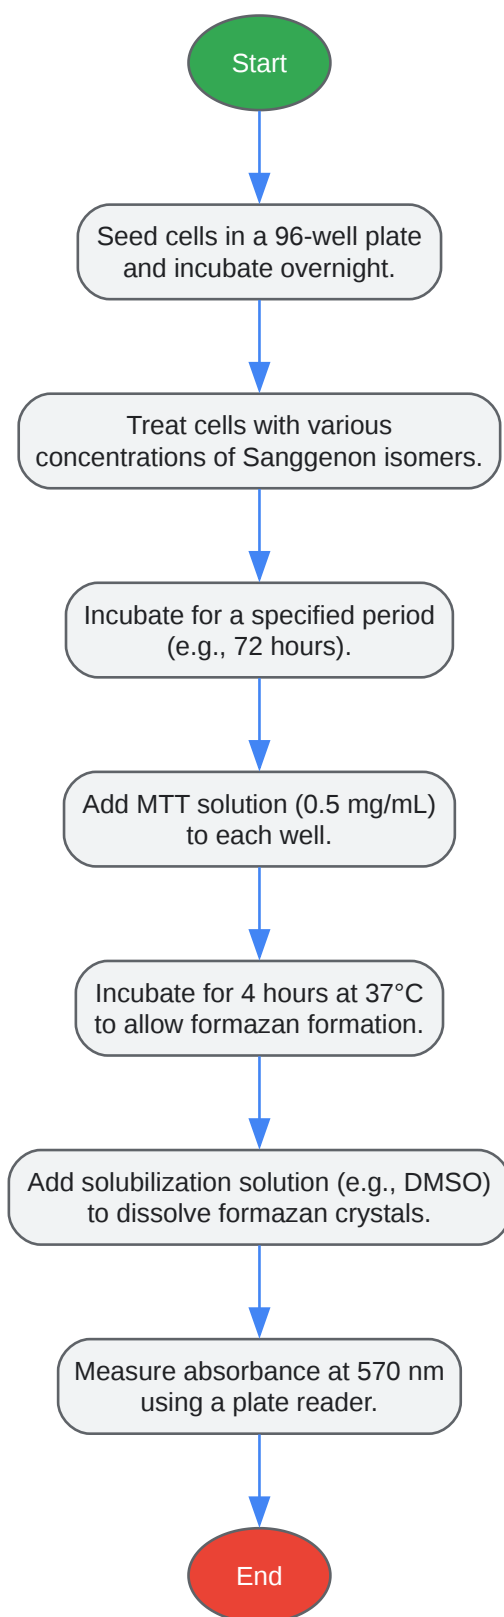 Start
Seed cells in a 96-well plate
and incubate overnight.
Treat cells with various
concentrations of Sanggenon isomers.
Incubate for a specified period
(e.g., 72 hours).
Add MTT solution (0.5 mg/mL)
to each well.
Incubate for 4 hours at 37°C
to allow formazan formation.
Add solubilization solution (e.g., DMSO)
to dissolve formazan crystals.
Measure absorbance at 570 nm
using a plate reader.
End